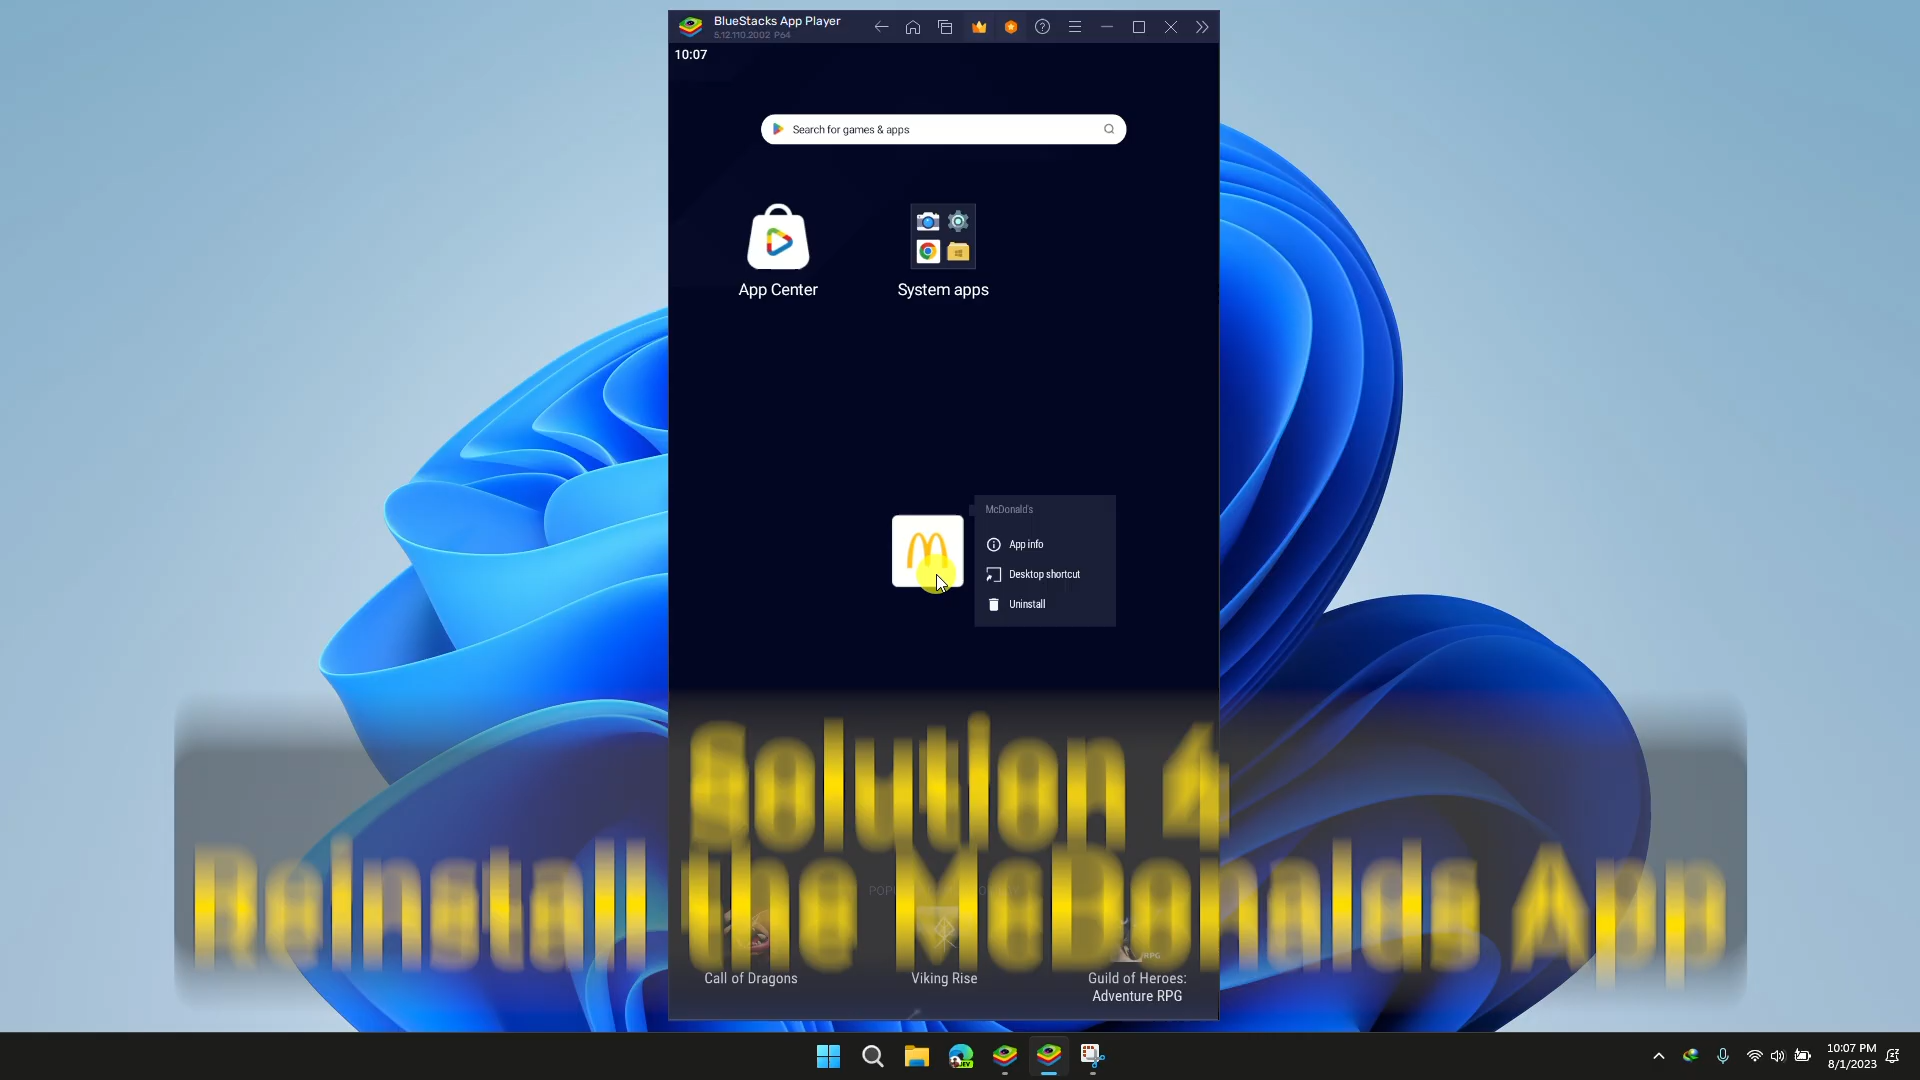 BlueStacks App Player
5.12.110.2002 P64
10:07
Search for games & apps
App Center
System apps
McDonald's
App info
Desktop shortcut
Uninstall
Solution 4
Reinstall the McDonalds App
RPG
Call of Dragons
Viking Rise
Guild of Heroes:
Adventure RPG
10:07 PM
8/1/2023